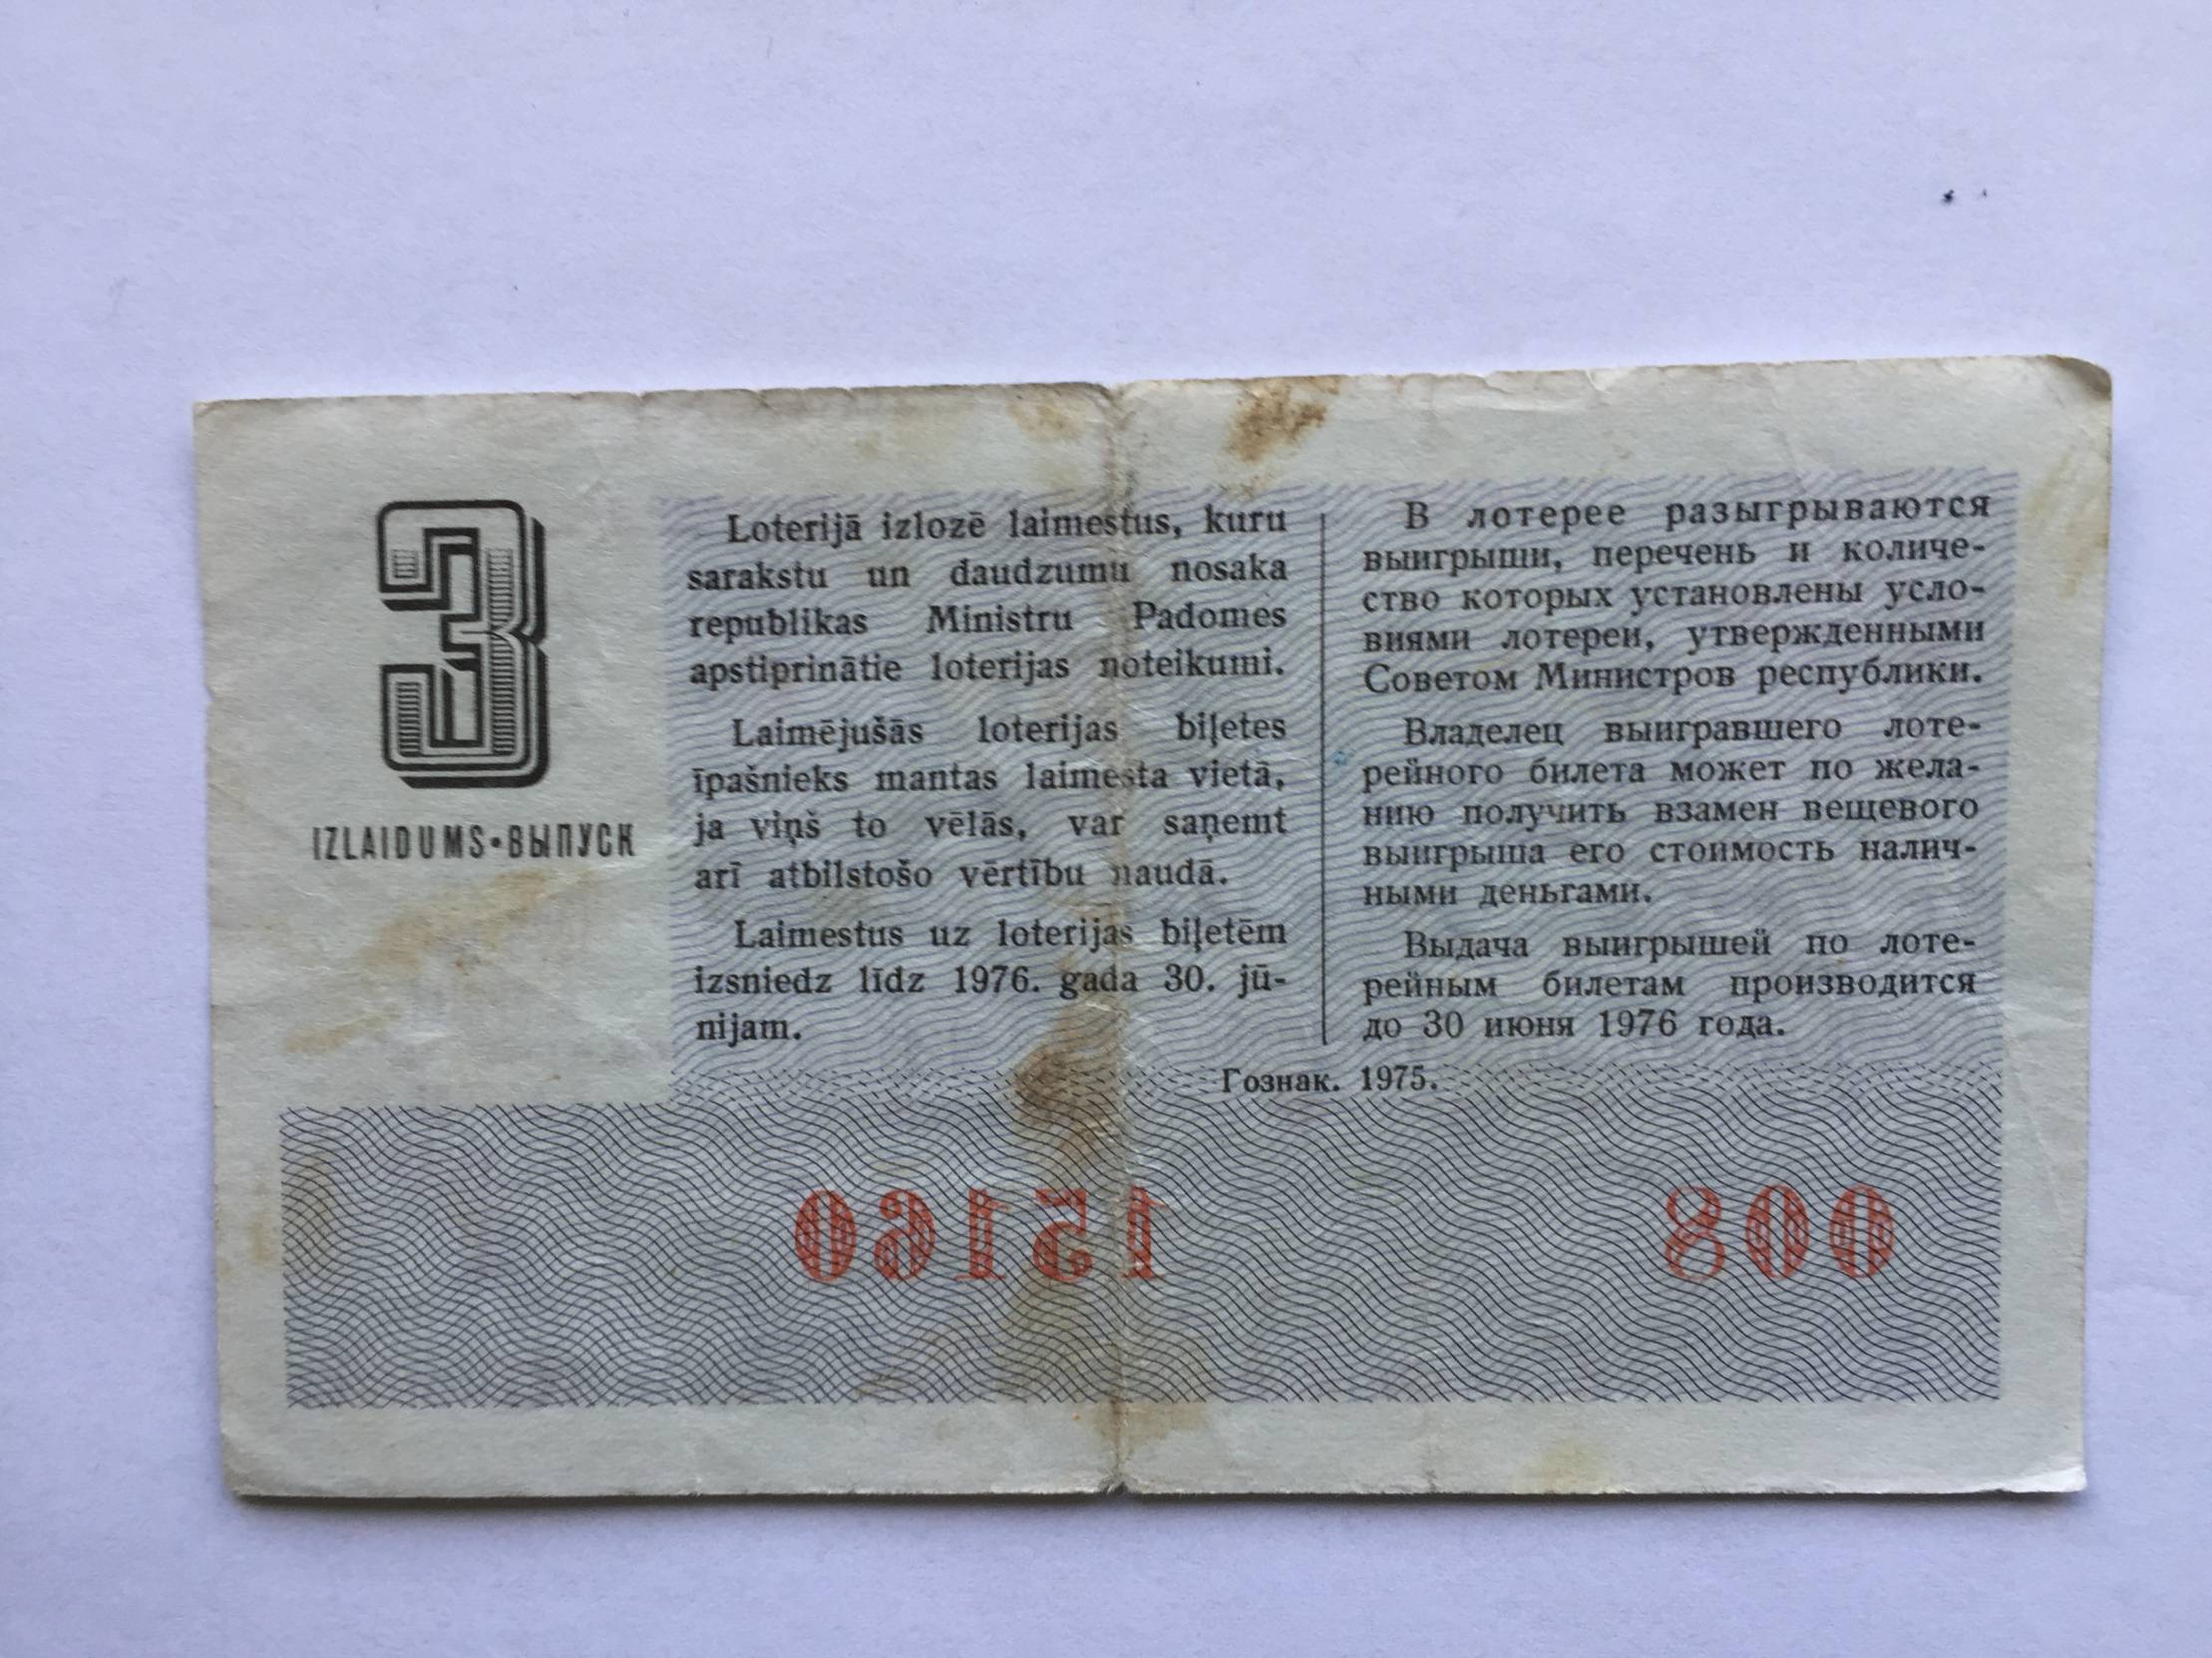 3
IZLAIDUMS•ВЫПУСК
Loterijā izlozē laimestus, kuru
sarakstu un daudzumu nosaka
republikas Ministru Padomes
apstiprinātie loterijas noteikumi.
Laimējušās loterijas biļetes
īpašnieks mantas laimesta vietā,
ja viņš to vēlās, var saņemt
arī atbilstošo vērtību naudā.
Laimestus uz loterijas biļetēm
izsniedz līdz 1976. gada 30. jū-
nijam.
В лотерее разыгрываются
выигрыши, перечень и количе-
ство которых установлены усло-
виями лотереи, утвержденными
Советом Министров республики.
Владелец выигравшего лоте-
рейного билета может по жела-
нию получить взамен вещевого
выигрыша его стоимость налич-
ными деньгами.
Выдача выигрышей по лоте-
рейным билетам производится
до 30 июня 1976 года.
Гознак. 1975.
15160
008